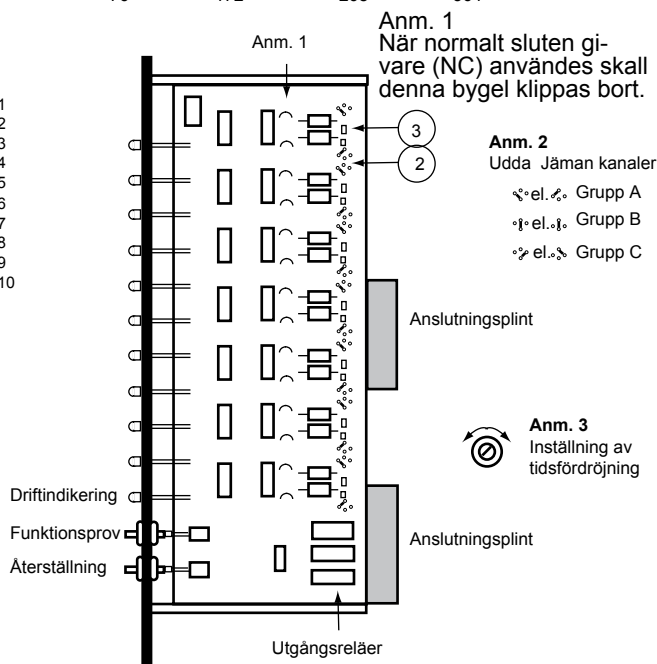 Anm. 1
När normalt sluten gi-
vare (NC) användes skall
denna bygel klippas bort.
Anm. 1
1
2
3
4
5
6
7
8
9
10
3
2
Anm. 2
Udda Jäman kanaler
el. Grupp A
el. Grupp B
el. Grupp C
Anslutningsplint
Anm. 3
Inställning av
tidsfördröjning
Driftindikering
Funktionsprov
Återställning
Anslutningsplint
Utgångsreläer